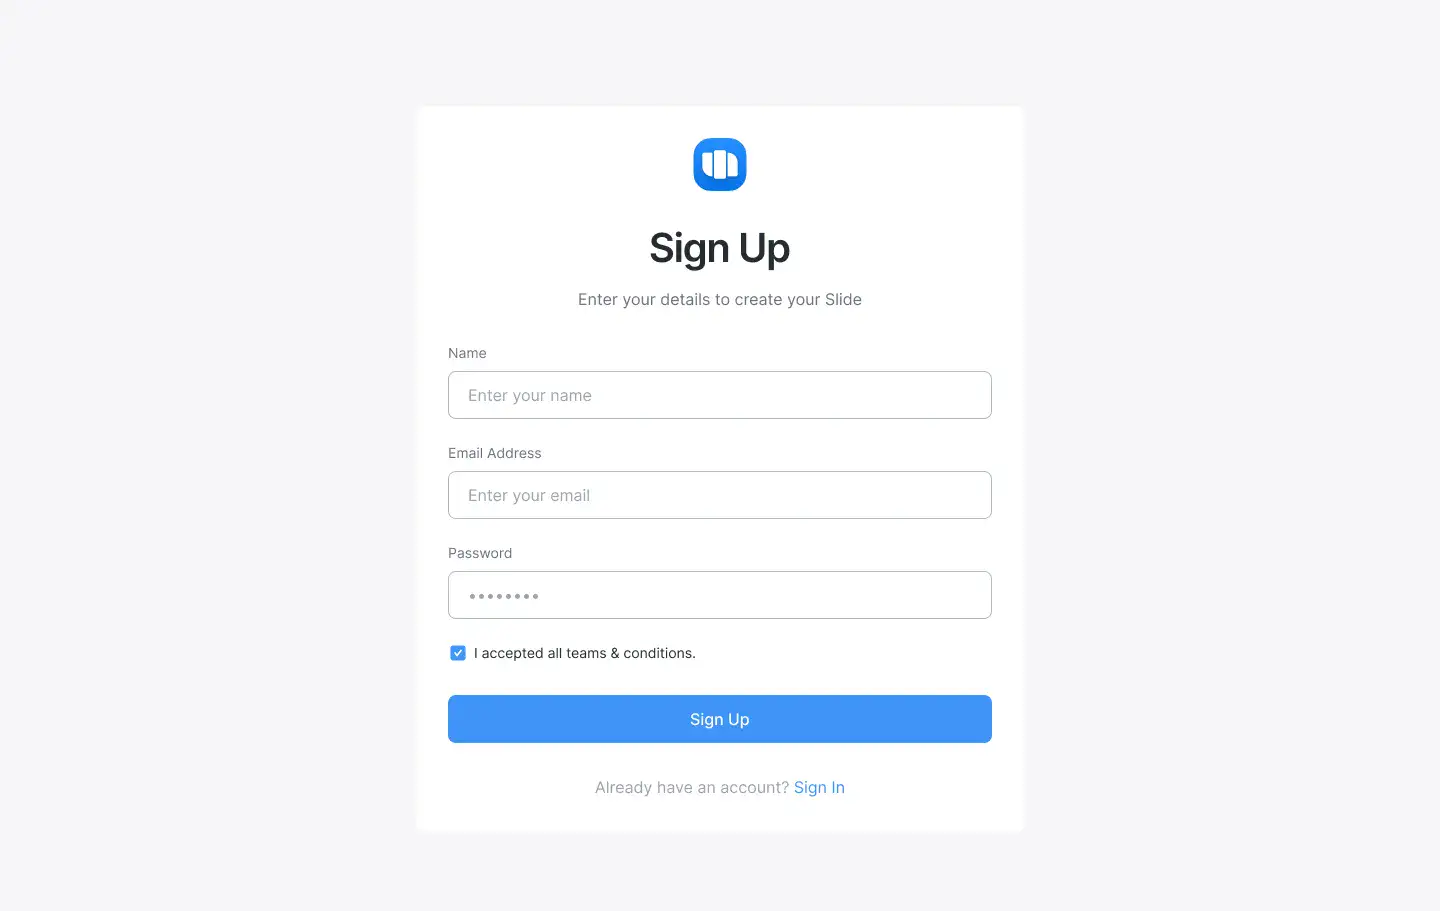 Sign Up
Enter your details to create your Slide
Name
Enter your name
Email Address
Enter your email
Password
••••••••
I accepted all teams & conditions.
Sign Up
Already have an account? Sign In